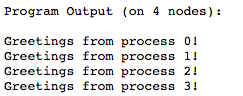 Program Output (on 4 nodes):
Greetings from process 0!
Greetings from process 1!
Greetings from process 2!
Greetings from process 3!